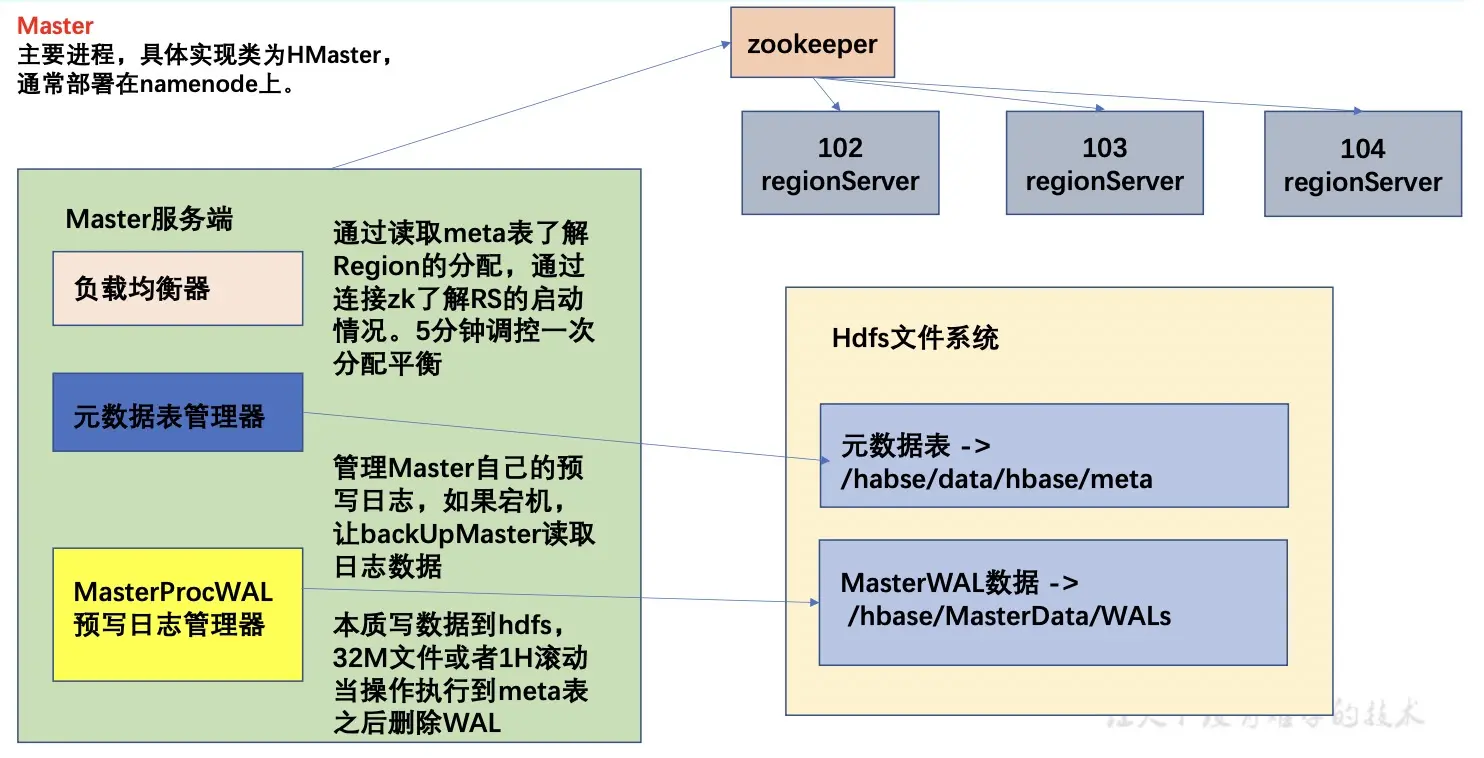 Master
主要进程，具体实现类为HMaster，
通常部署在namenode上。
zookeeper
102
regionServer
103
regionServer
104
regionServer
Master服务端
负载均衡器
通过读取meta表了解
Region的分配，通过
连接zk了解RS的启动
情况。5分钟调控一次
分配平衡
元数据表管理器
管理Master自己的预
写日志，如果宕机，
让backUpMaster读取
日志数据
MasterProcWAL
预写日志管理器
本质写数据到hdfs，
32M文件或者1H滚动
当操作执行到meta表
之后删除WAL
Hdfs文件系统
元数据表 ->
/habse/data/hbase/meta
MasterWAL数据 ->
/hbase/MasterData/WALs
的技术